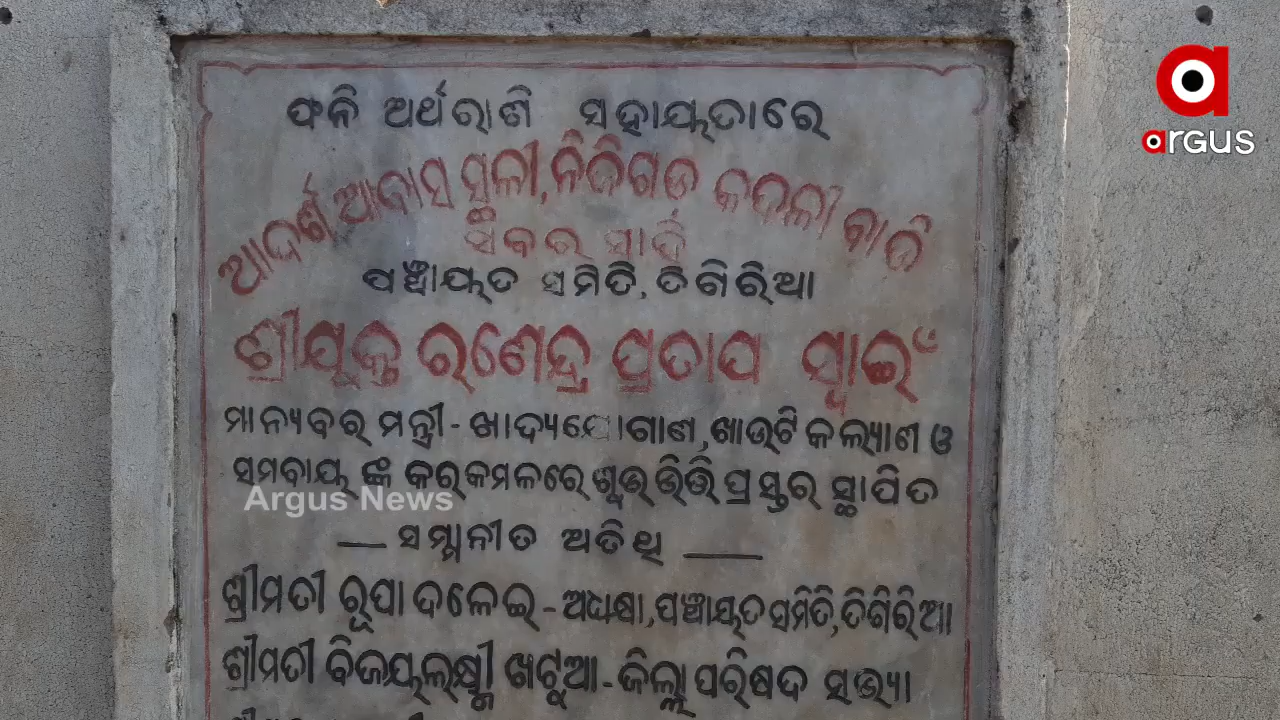 ଫନି ଅର୍ଥରାଶି ସହାୟତାରେ
ଆଦର୍ଶ ଆବାସ ସ୍ଥଳୀ, ନିଜିଗଡ କଦଳୀ ବାଡି
ସବର ସାହି
ପଞ୍ଚାୟତ ସମିତି, ତିଗିରିଆ
ଶ୍ରୀଯୁକ୍ତ ରଣେନ୍ଦ୍ର ପ୍ରତାପ ସ୍ୱାଇଁ
ମାନ୍ୟବର ମନ୍ତ୍ରୀ - ଖାଦ୍ୟଯୋଗାଣ, ଖାଉଟି କଲ୍ୟାଣ ଓ
ସମବାୟ ଙ୍କ କରକମଳରେ ଶୁଭ ଭିତ୍ତି ପ୍ରସ୍ତର ସ୍ଥାପିତ
— ସମ୍ମାନୀତ ଅତିଥି —
ଶ୍ରୀମତୀ ରୂପା ଦଳେଇ - ଅଧକ୍ଷା, ପଞ୍ଚାୟତ ସମିତି, ତିଗିରିଆ
ଶ୍ରୀମତୀ ବିଜୟଲକ୍ଷ୍ମୀ ଖଟୁଆ - ଜିଲ୍ଲା ପରିଷଦ ସଭ୍ୟା
argus
Argus News